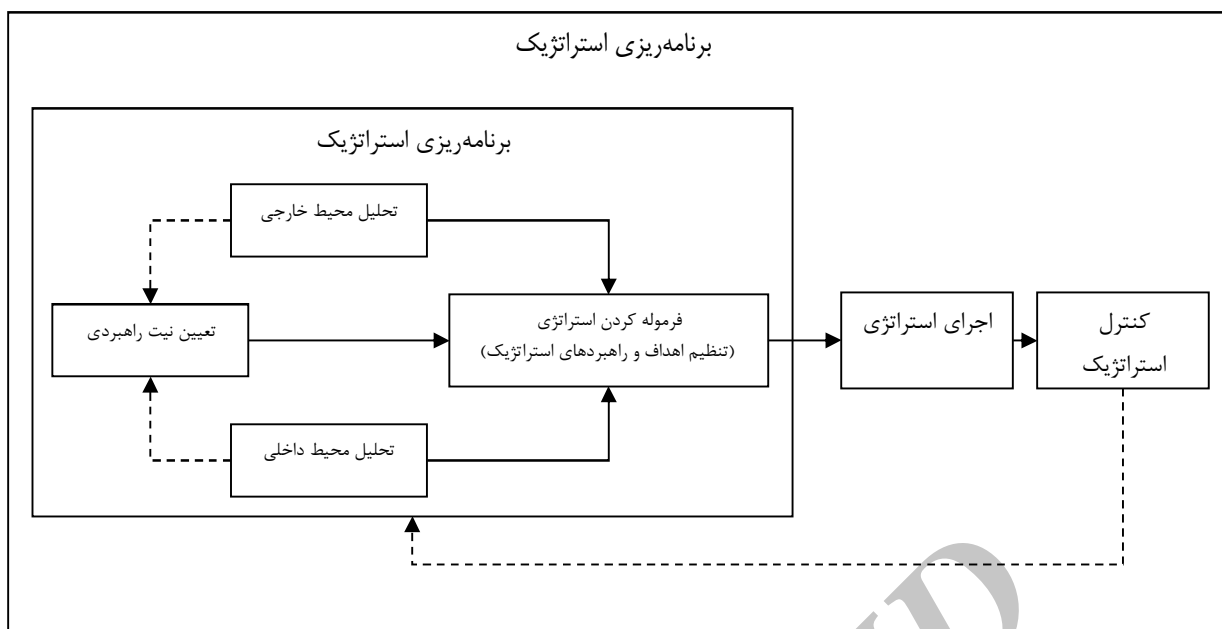 برنامه‌ریزی استراتژیک
برنامه‌ریزی استراتژیک
تحلیل محیط خارجی
تعیین نیت راهبردی
فرموله کردن استراتژی
(تنظیم اهداف و راهبردهای استراتژیک)
تحلیل محیط داخلی
اجرای استراتژی
کنترل
استراتژیک